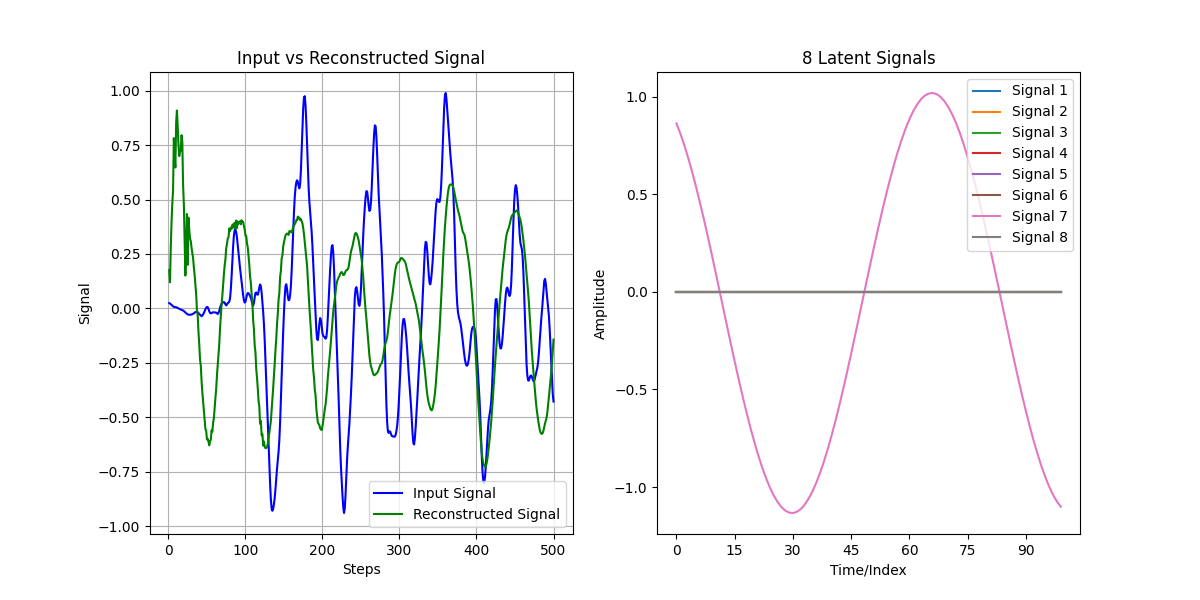 Input vs Reconstructed Signal
1.00
0.75
0.50
0.25
0.00
−0.25
−0.50
−0.75
−1.00
Signal
0
100
200
300
400
500
Steps
Input Signal
Reconstructed Signal
8 Latent Signals
1.0
0.5
0.0
−0.5
−1.0
Amplitude
0
15
30
45
60
75
90
Time/Index
Signal 1
Signal 2
Signal 3
Signal 4
Signal 5
Signal 6
Signal 7
Signal 8